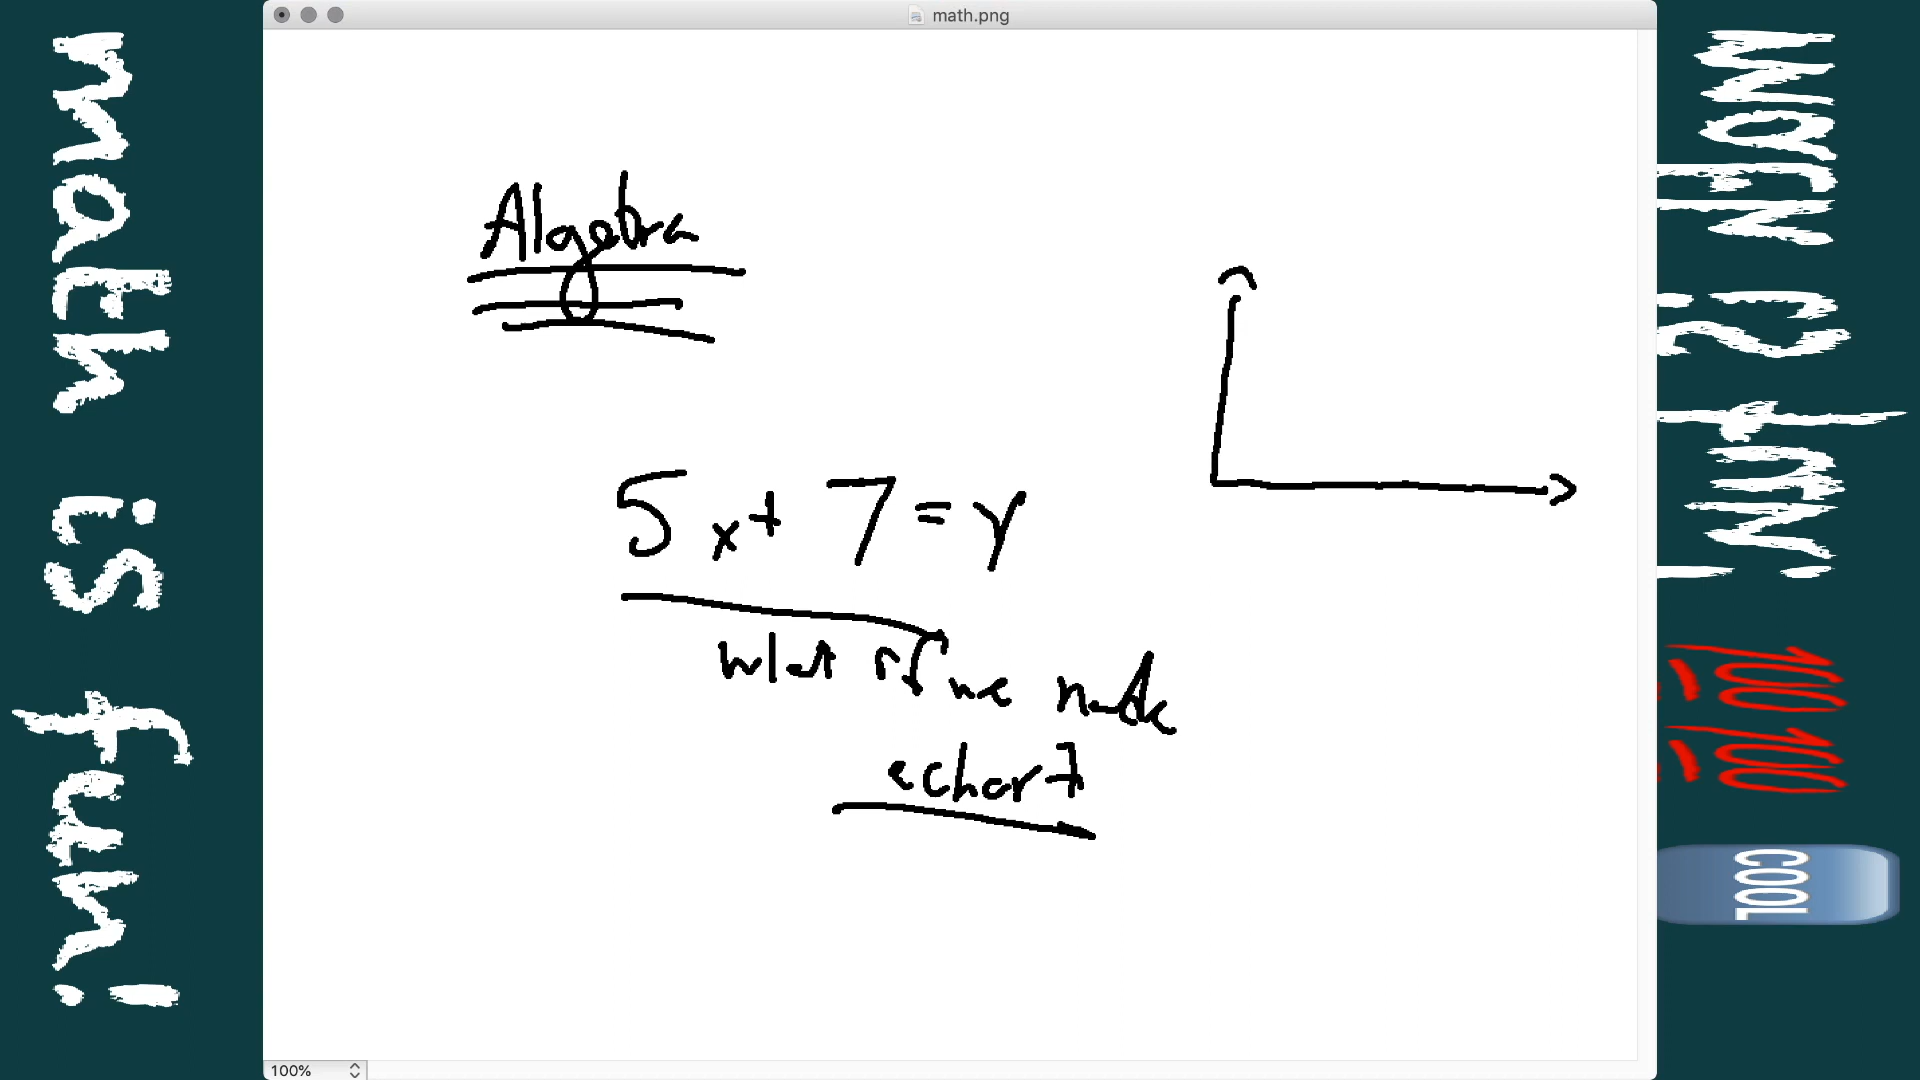 math is fun!
math.png
Algebra
5x+7=y
what if we made
a chart
math is fun!
100
100
COOL
100%